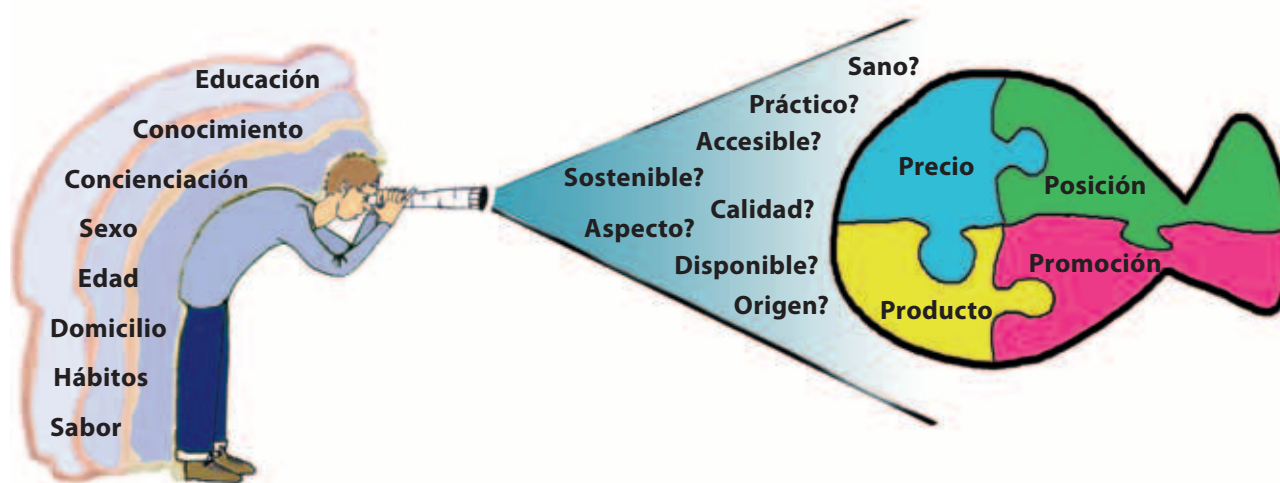 Educación
Conocimiento
Concienciación
Sexo
Edad
Domicilio
Hábitos
Sabor
Sano?
Práctico?
Accesible?
Sostenible?
Calidad?
Aspecto?
Disponible?
Origen?
Precio
Posición
Producto
Promoción